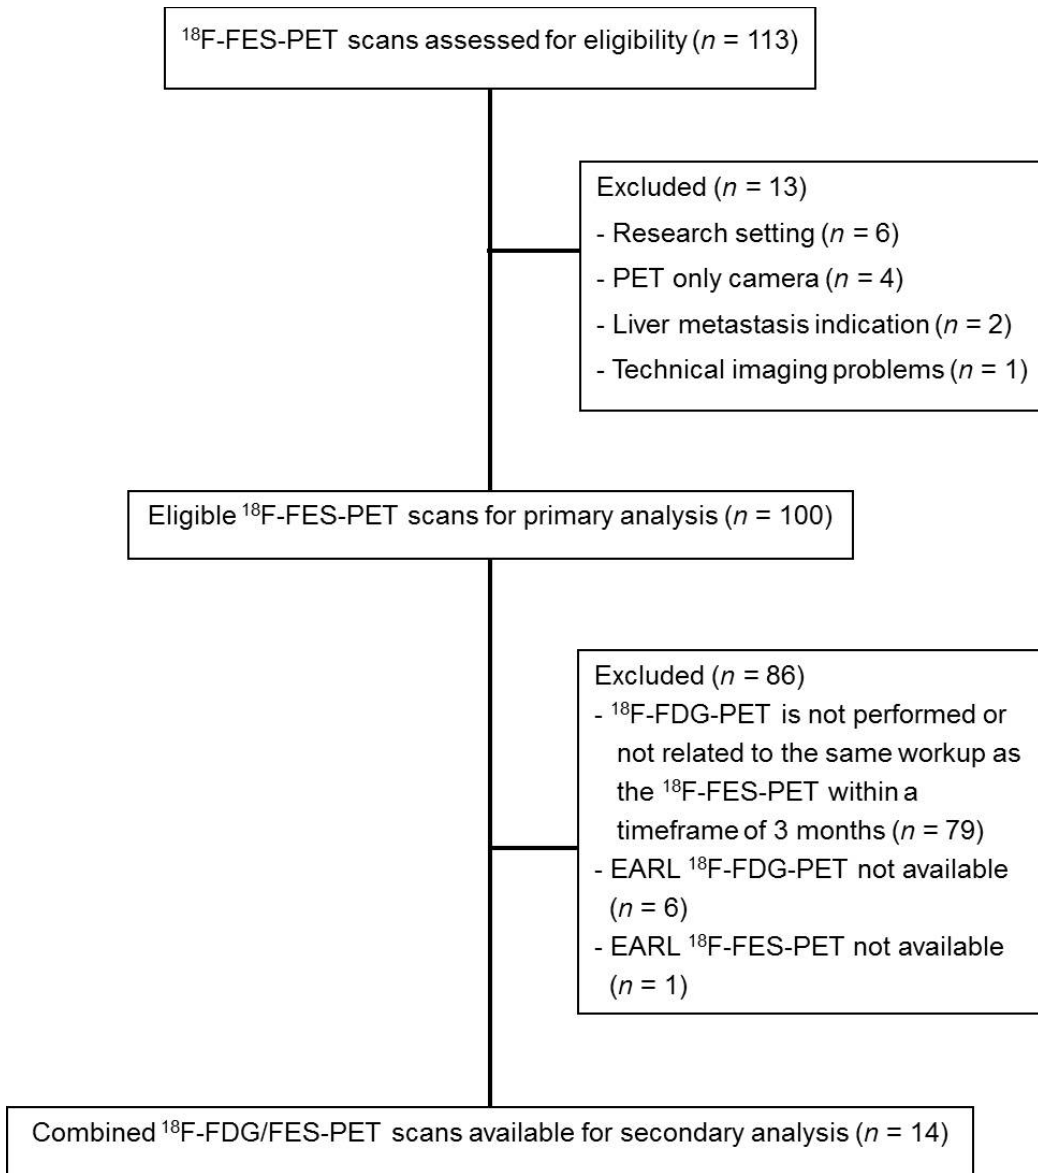 ¹⁸F-FES-PET scans assessed for eligibility (n = 113)
Excluded (n = 13)
- Research setting (n = 6)
- PET only camera (n = 4)
- Liver metastasis indication (n = 2)
- Technical imaging problems (n = 1)
Eligible ¹⁸F-FES-PET scans for primary analysis (n = 100)
Excluded (n = 86)
- ¹⁸F-FDG-PET is not performed or
not related to the same workup as
the ¹⁸F-FES-PET within a
timeframe of 3 months (n = 79)
- EARL ¹⁸F-FDG-PET not available
(n = 6)
- EARL ¹⁸F-FES-PET not available
(n = 1)
Combined ¹⁸F-FDG/FES-PET scans available for secondary analysis (n = 14)